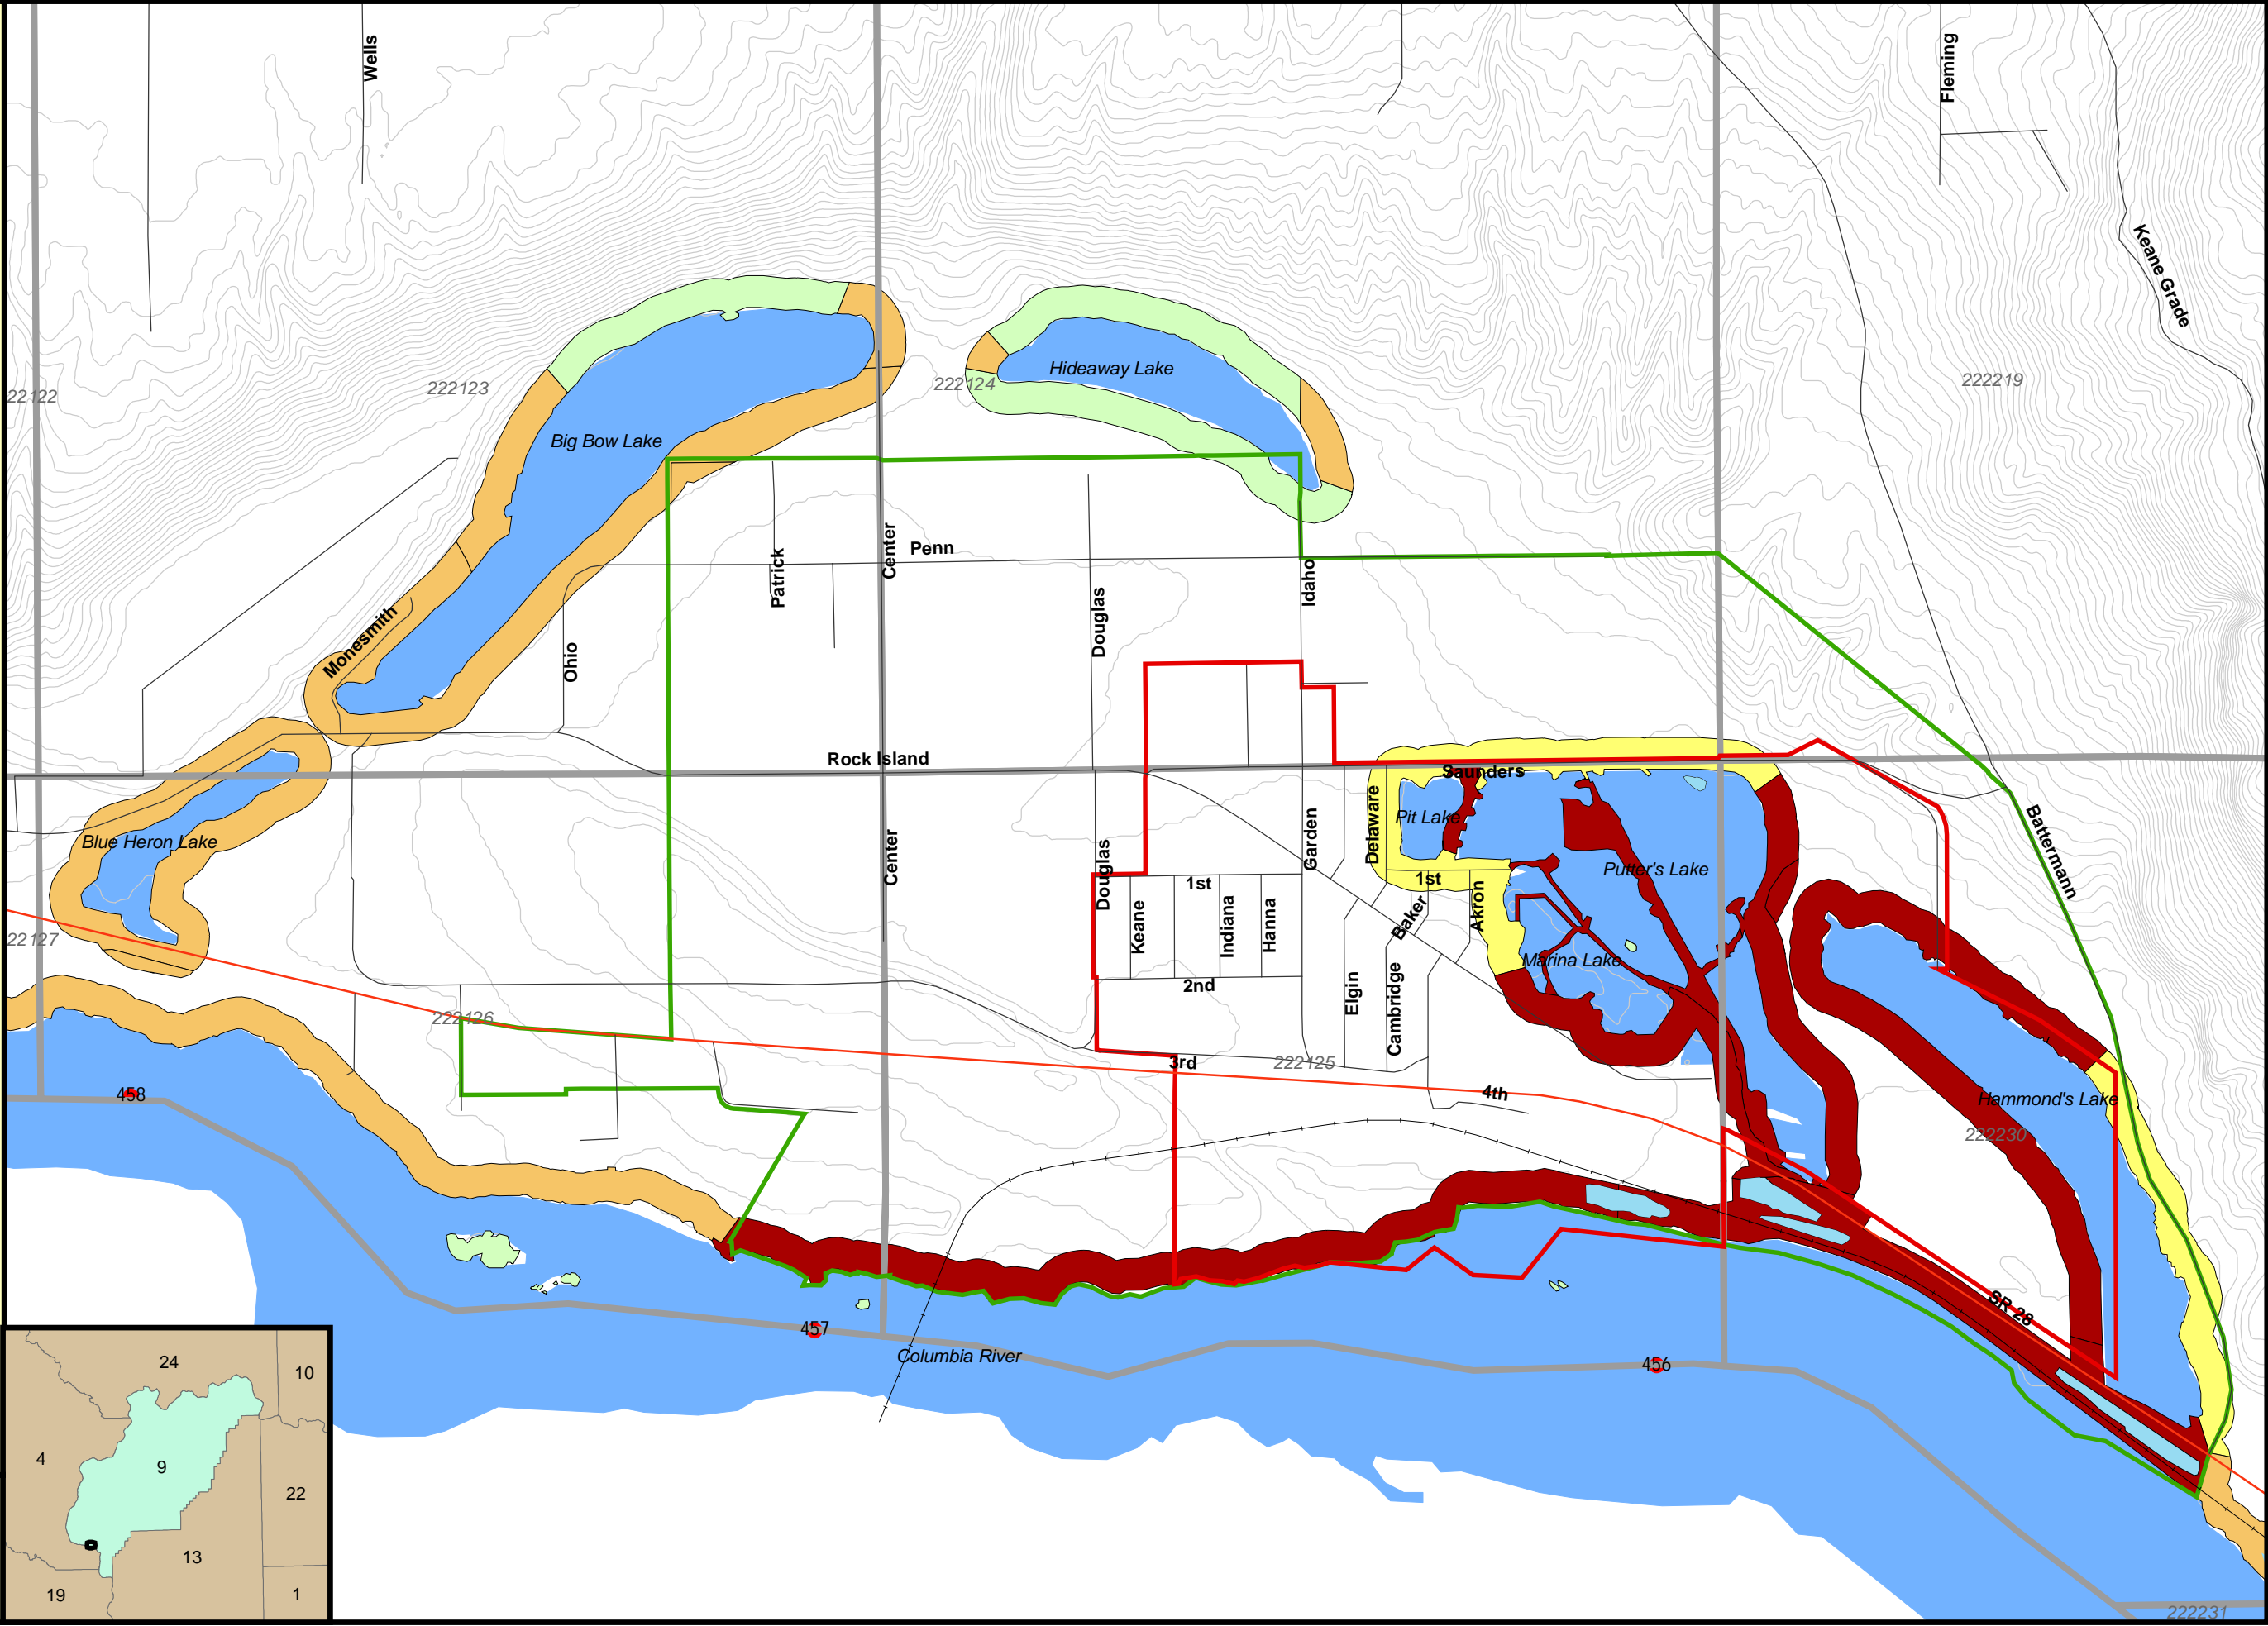 Wells
Fleming
Keane Grade
Hideaway Lake
222123
222124
222219
22122
Big Bow Lake
Penn
Center
Patrick
Idaho
Douglas
Monesmith
Ohio
Rock Island
Saunders
Blue Heron Lake
Center
Douglas
Garden
Delaware
Pit Lake
Putter's Lake
Battermann
1st
1st
Keane
Indiana
Hanna
Baker
Akron
22127
Marina Lake
2nd
Elgin
Cambridge
222126
3rd
222125
4th
458
Hammond's Lake
222230
SR 28
457
456
Columbia River
24
10
4
9
22
13
19
1
222231